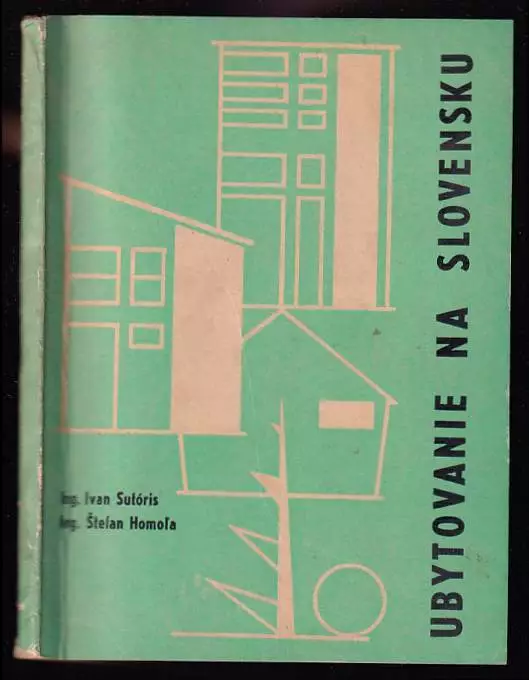 UBYTOVANIE NA SLOVENSKU
Ing. Ivan Sutóris
Ing. Štefan Homoľa